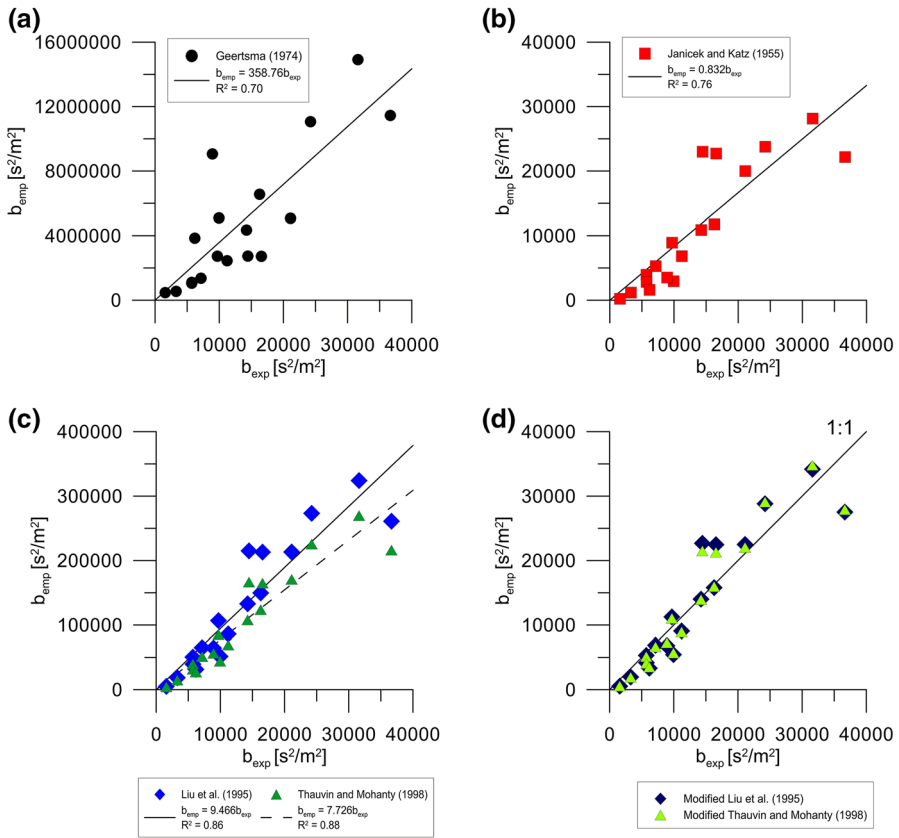 (a)
16000000
12000000
8000000
4000000
0
b_emp [s²/m²]
Geertsma (1974)
b_emp = 358.76b_exp
R² = 0.70
0 10000 20000 30000 40000
b_exp [s²/m²]
(b)
40000
30000
20000
10000
0
b_emp [s²/m²]
Janicek and Katz (1955)
b_emp = 0.832b_exp
R² = 0.76
0 10000 20000 30000 40000
b_exp [s²/m²]
(c)
400000
300000
200000
100000
0
b_emp [s²/m²]
0 10000 20000 30000 40000
b_exp [s²/m²]
Liu et al. (1995) Thauvin and Mohanty (1998)
b_emp = 9.466b_exp b_emp = 7.726b_exp
R² = 0.86 R² = 0.88
(d)
1:1
40000
30000
20000
10000
0
b_emp [s²/m²]
0 10000 20000 30000 40000
b_exp [s²/m²]
Modified Liu et al. (1995)
Modified Thauvin and Mohanty (1998)